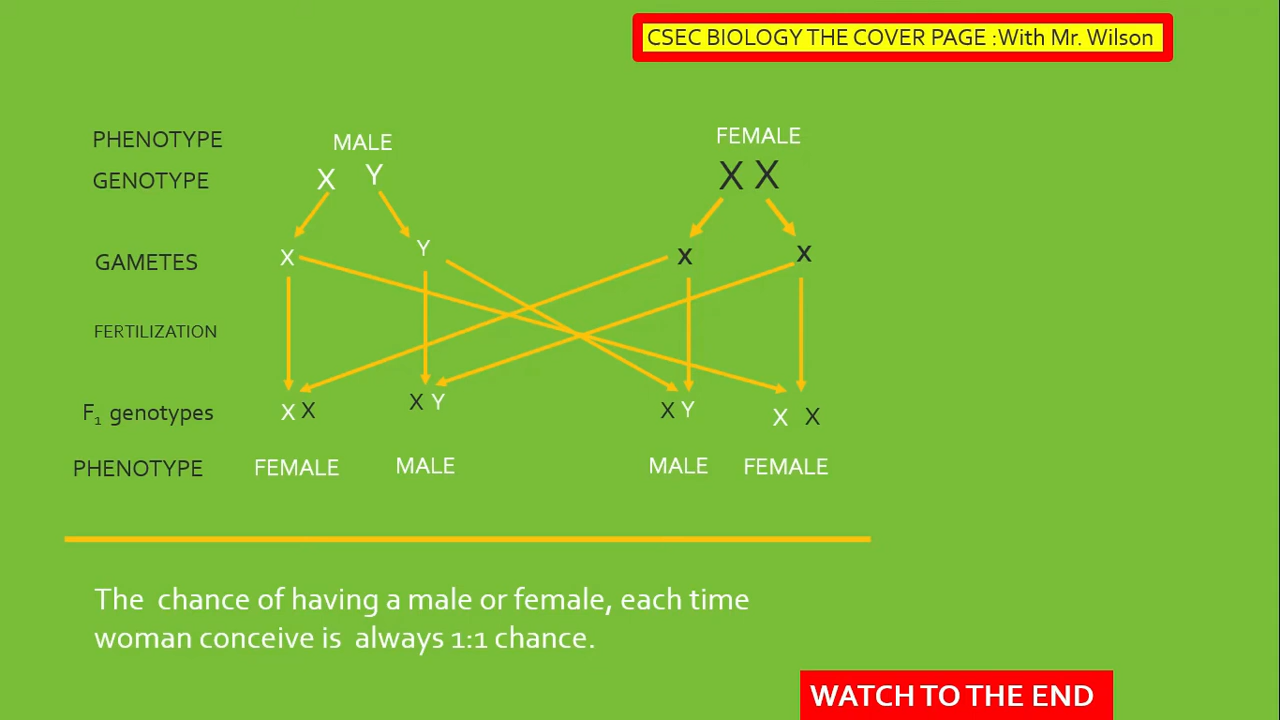 CSEC BIOLOGY THE COVER PAGE :With Mr. Wilson
PHENOTYPE MALE FEMALE
GENOTYPE X Y X X
GAMETES X Y X X
FERTILIZATION
F₁ genotypes X X X Y X Y X X
PHENOTYPE FEMALE MALE MALE FEMALE
The chance of having a male or female, each time
woman conceive is always 1:1 chance.
WATCH TO THE END